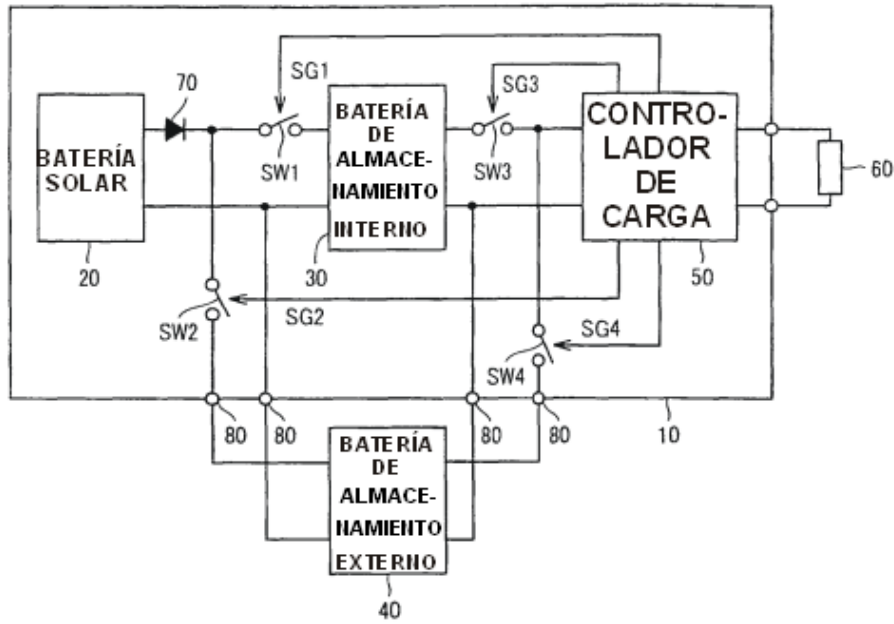 SG1
SG3
70
BATERÍA
SOLAR
20
SW1
BATERÍA
DE
ALMACE-
NAMIENTO
INTERNO
30
SW3
CONTRO-
LADOR
DE
CARGA
50
60
SW2
SG2
SG4
SW4
80
80
80
80
10
BATERÍA
DE
ALMACE-
NAMIENTO
EXTERNO
40